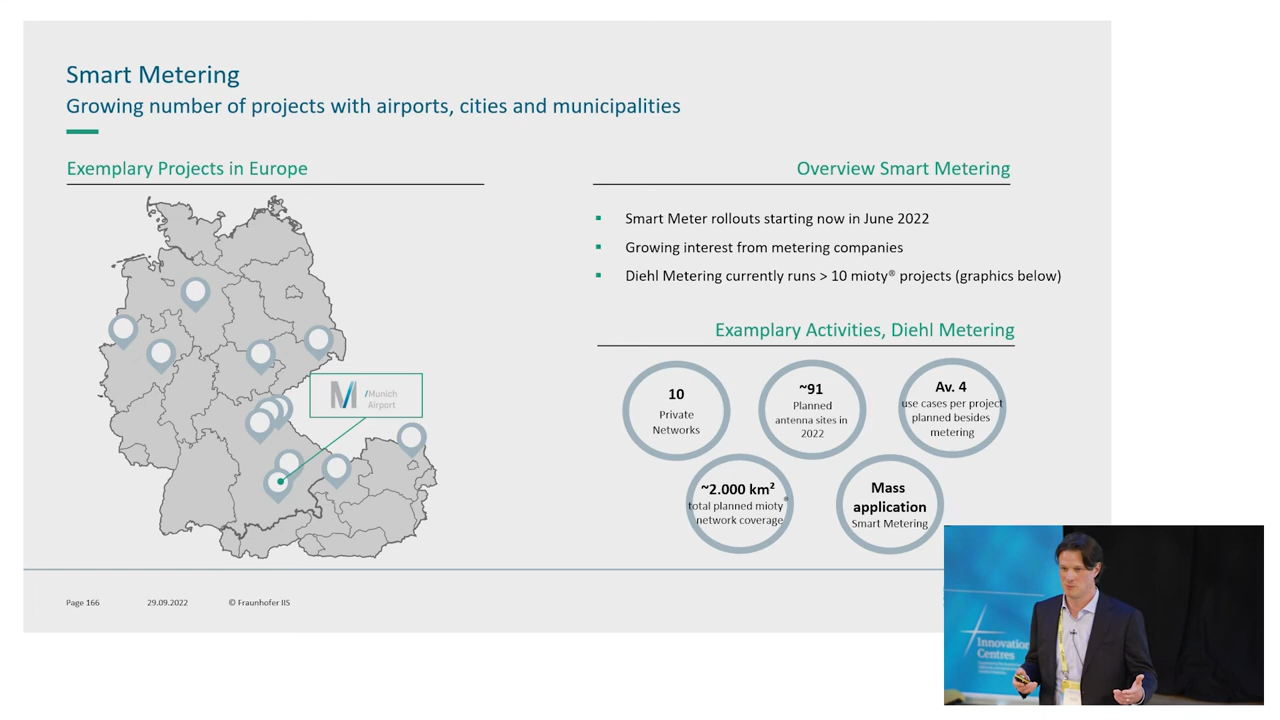 Smart Metering
Growing number of projects with airports, cities and municipalities
Exemplary Projects in Europe
M /Munich
Airport
Overview Smart Metering
Smart Meter rollouts starting now in June 2022
Growing interest from metering companies
Diehl Metering currently runs > 10 mioty® projects (graphics below)
Examplary Activities, Diehl Metering
10
Private
Networks
~91
Planned
antenna sites in
2022
Av. 4
use cases per project
planned besides
metering
~2.000 km²
total planned mioty®
network coverage
Mass
application
Smart Metering
Page 166
29.09.2022
© Fraunhofer IIS
Innovation
Centres